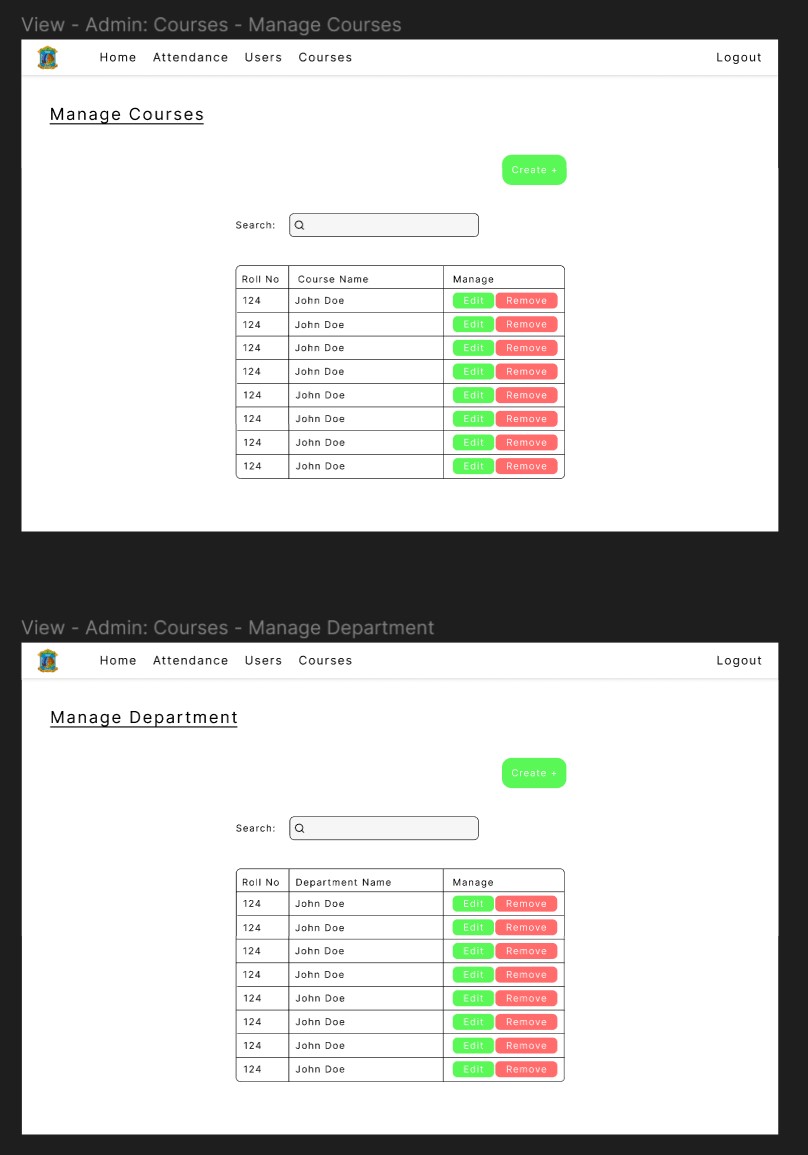 View - Admin: Courses - Manage Courses
Home Attendance Users Courses Logout
Manage Courses
Create +
Search:
Roll No Course Name Manage
124 John Doe Edit Remove
124 John Doe Edit Remove
124 John Doe Edit Remove
124 John Doe Edit Remove
124 John Doe Edit Remove
124 John Doe Edit Remove
124 John Doe Edit Remove
124 John Doe Edit Remove
View - Admin: Courses - Manage Department
Home Attendance Users Courses Logout
Manage Department
Create +
Search:
Roll No Department Name Manage
124 John Doe Edit Remove
124 John Doe Edit Remove
124 John Doe Edit Remove
124 John Doe Edit Remove
124 John Doe Edit Remove
124 John Doe Edit Remove
124 John Doe Edit Remove
124 John Doe Edit Remove